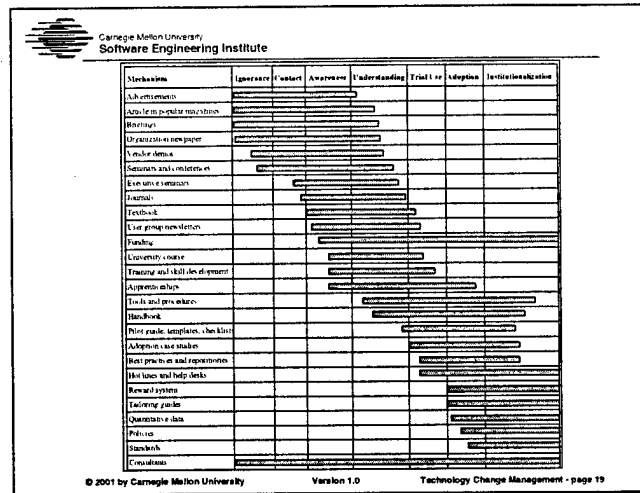 Carnegie Mellon University
Software Engineering Institute
Mechanism Ignorance Contact Awareness Understanding Trial Use Adoption Institutionalization
Advertisements
Article in popular magazines
Briefings
Organization newpaper
Vendor demos
Seminars and conferences
Executive seminars
Journals
Textbook
User group newsletters
Funding
University course
Training and skill development
Apprenticeships
Tools and procedures
Handbook
Pilot guide, templates, checklist
Adoption case studies
Best practices and repositories
Hot lines and help desks
Reward system
Tailoring guides
Quantitative data
Policies
Standards
Consultants
© 2001 by Carnegie Mellon University Version 1.0 Technology Change Management - page 19